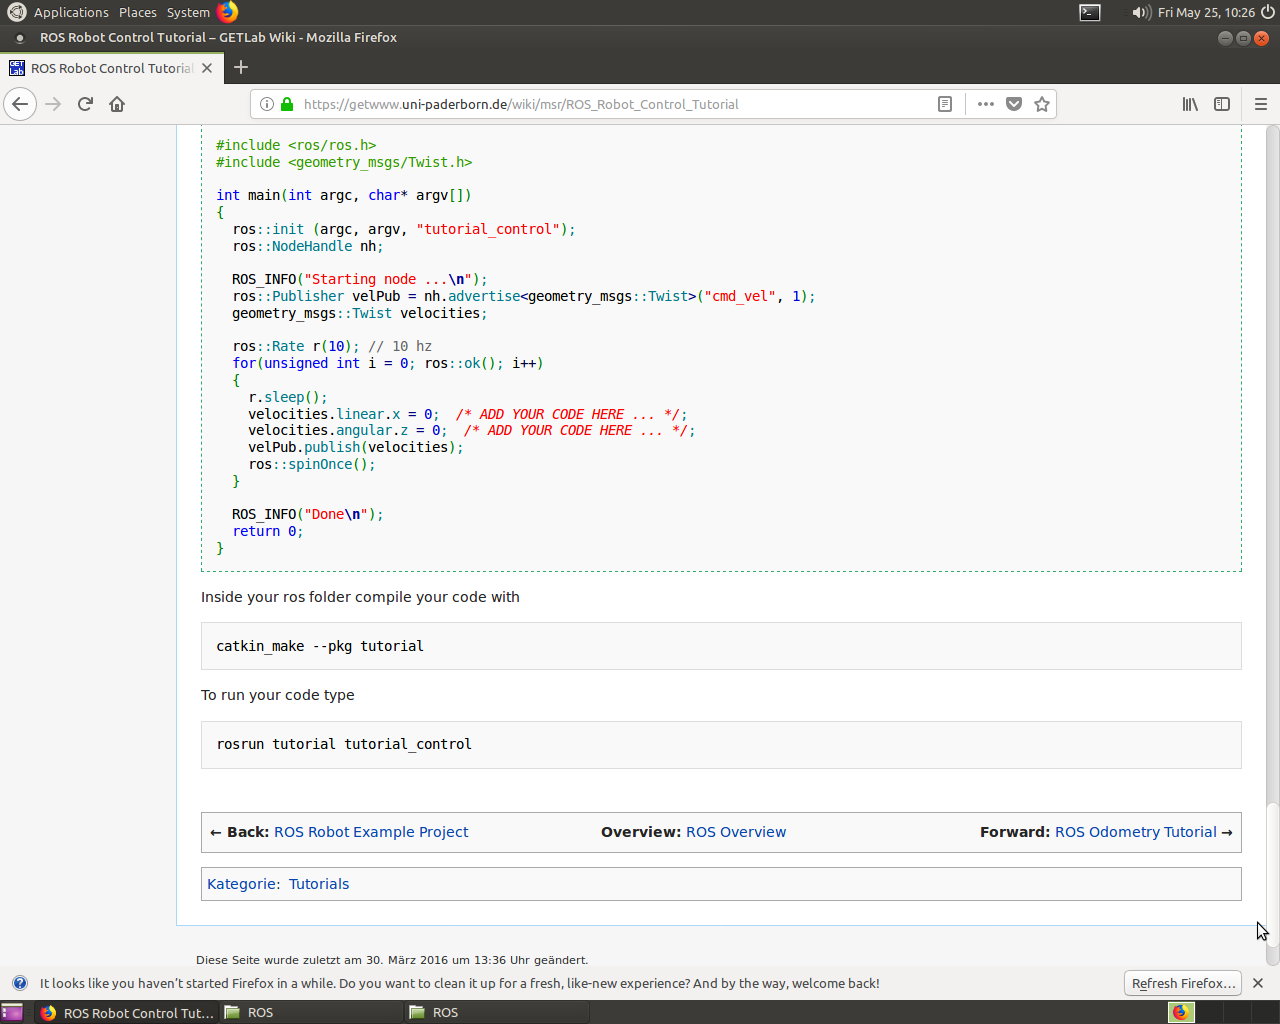 Applications Places System Fri May 25, 10:26
ROS Robot Control Tutorial – GETLab Wiki - Mozilla Firefox
GET Lab ROS Robot Control Tutorial
https://getwww.uni-paderborn.de/wiki/msr/ROS_Robot_Control_Tutorial
#include <ros/ros.h>
#include <geometry_msgs/Twist.h>
int main(int argc, char* argv[])
{
ros::init (argc, argv, "tutorial_control");
ros::NodeHandle nh;
ROS_INFO("Starting node ...\n");
ros::Publisher velPub = nh.advertise<geometry_msgs::Twist>("cmd_vel", 1);
geometry_msgs::Twist velocities;
ros::Rate r(10); // 10 hz
for(unsigned int i = 0; ros::ok(); i++)
{
r.sleep();
velocities.linear.x = 0;  /* ADD YOUR CODE HERE ... */;
velocities.angular.z = 0;  /* ADD YOUR CODE HERE ... */;
velPub.publish(velocities);
ros::spinOnce();
}
ROS_INFO("Done\n");
return 0;
}
Inside your ros folder compile your code with
catkin_make --pkg tutorial
To run your code type
rosrun tutorial tutorial_control
← Back: ROS Robot Example Project Overview: ROS Overview Forward: ROS Odometry Tutorial →
Kategorie: Tutorials
Diese Seite wurde zuletzt am 30. März 2016 um 13:36 Uhr geändert.
It looks like you haven't started Firefox in a while. Do you want to clean it up for a fresh, like-new experience? And by the way, welcome back! Refresh Firefox...
ROS Robot Control Tut... ROS ROS